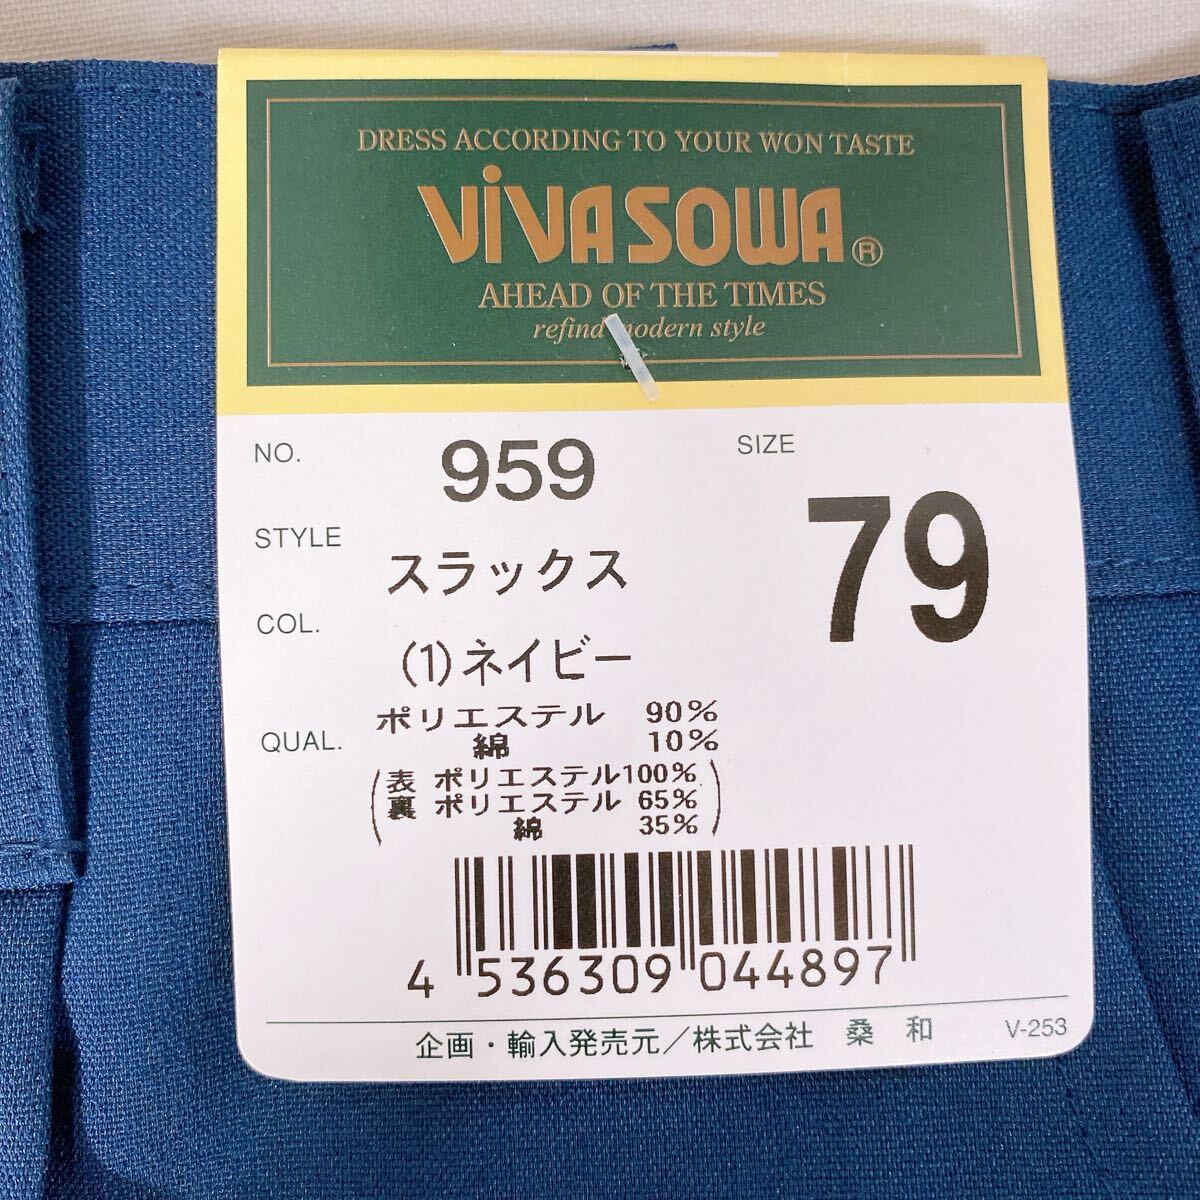 DRESS ACCORDING TO YOUR WON TASTE
ViVASOWA®
AHEAD OF THE TIMES
refind modern style
NO. 959
SIZE 79
STYLE スラックス
COL. (1)ネイビー
QUAL. ポリエステル 90%
綿 10%
(表 ポリエステル100%
裏 ポリエステル 65%
綿 35%)
4 536309 044897
企画・輸入発売元/株式会社 桑和 V-253